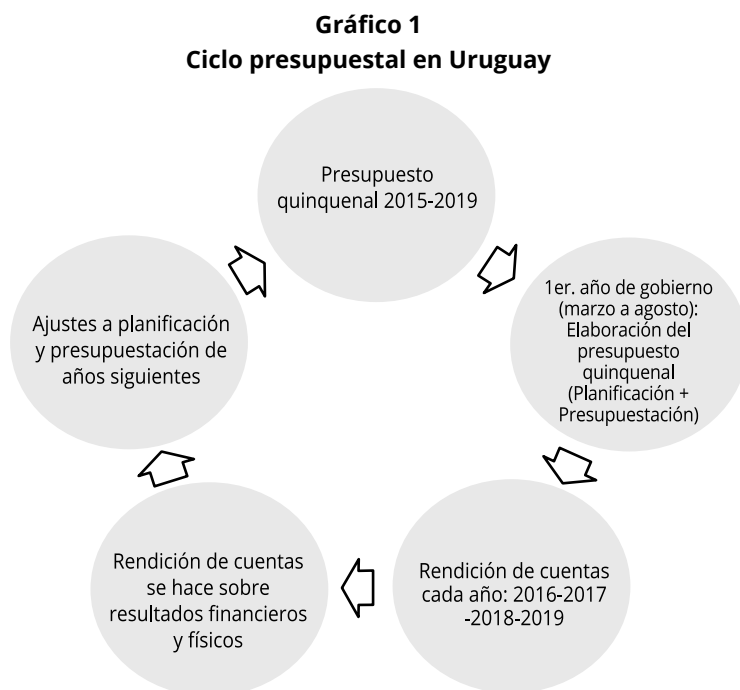 Gráfico 1
Ciclo presupuestal en Uruguay
Presupuesto
quinquenal 2015-2019
1er. año de gobierno
(marzo a agosto):
Elaboración del
presupuesto
quinquenal
(Planificación +
Presupuestación)
Rendición de cuentas
cada año: 2016-2017
-2018-2019
Rendición de cuentas
se hace sobre
resultados financieros
y físicos
Ajustes a planificación
y presupuestación de
años siguientes